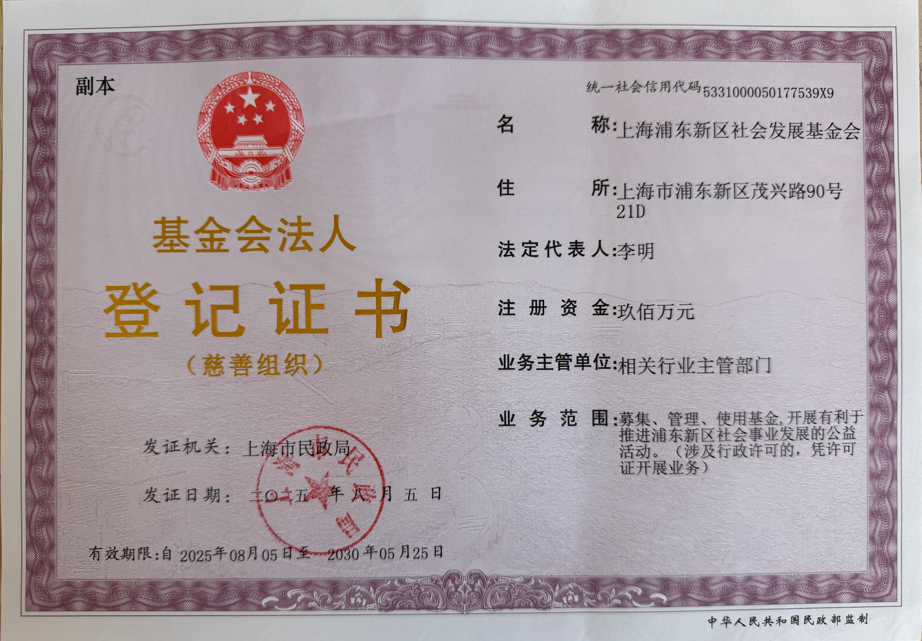 副本
基金会法人
登记证书
（慈善组织）
发证机关：上海市民政局
发证日期：二〇二五年八月五日
有效期限:自2025年08月05日至2030年05月25日
统一社会信用代码5331000050177539X9
名称:上海浦东新区社会发展基金会
住所:上海市浦东新区茂兴路90号
21D
法定代表人:李明
注册资金:玖佰万元
业务主管单位:相关行业主管部门
业务范围:募集、管理、使用基金,开展有利于
推进浦东新区社会事业发展的公益
活动。（涉及行政许可的，凭许可
证开展业务）
中华人民共和国民政部监制